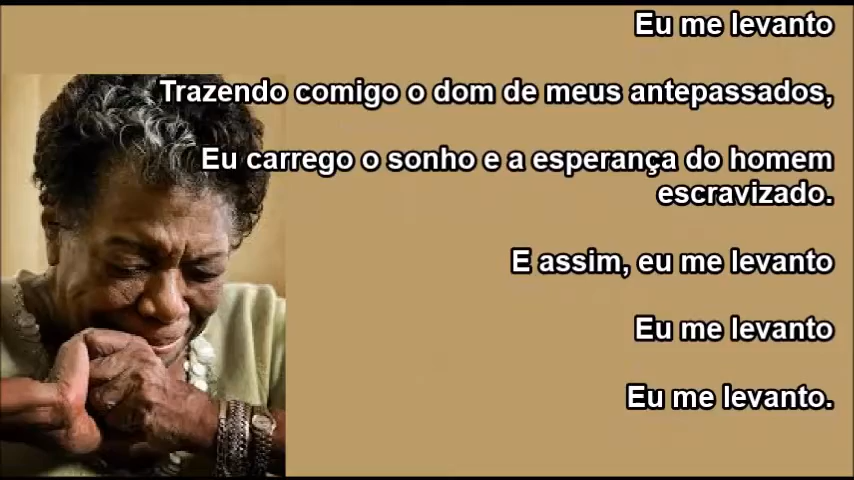 Eu me levanto
Trazendo comigo o dom de meus antepassados,
Eu carrego o sonho e a esperança do homem
escravizado.
E assim, eu me levanto
Eu me levanto
Eu me levanto.